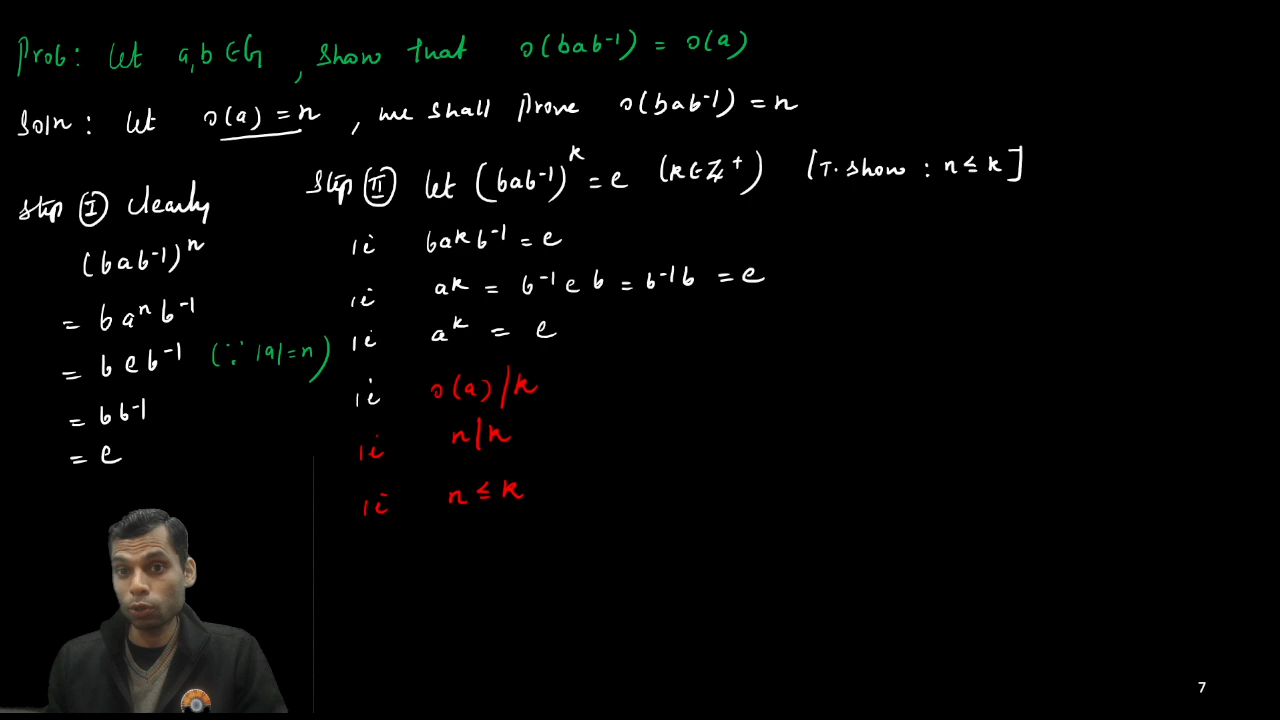 Prob: Let a,b ∈ G, show that o(bab⁻¹) = o(a)
Soln: Let o(a) = n, we shall prove o(bab⁻¹) = n
Step (I) Clearly
(bab⁻¹)ⁿ
= baⁿb⁻¹
= beb⁻¹ (∵ |a|=n)
= bb⁻¹
= e
Step (II) Let (bab⁻¹)ᵏ = e (k∈Z⁺) [T. show : n ≤ k]
ie baᵏb⁻¹ = e
ie aᵏ = b⁻¹eb = b⁻¹b = e
ie aᵏ = e
ie o(a)/k
ie n/k
ie n ≤ k
7